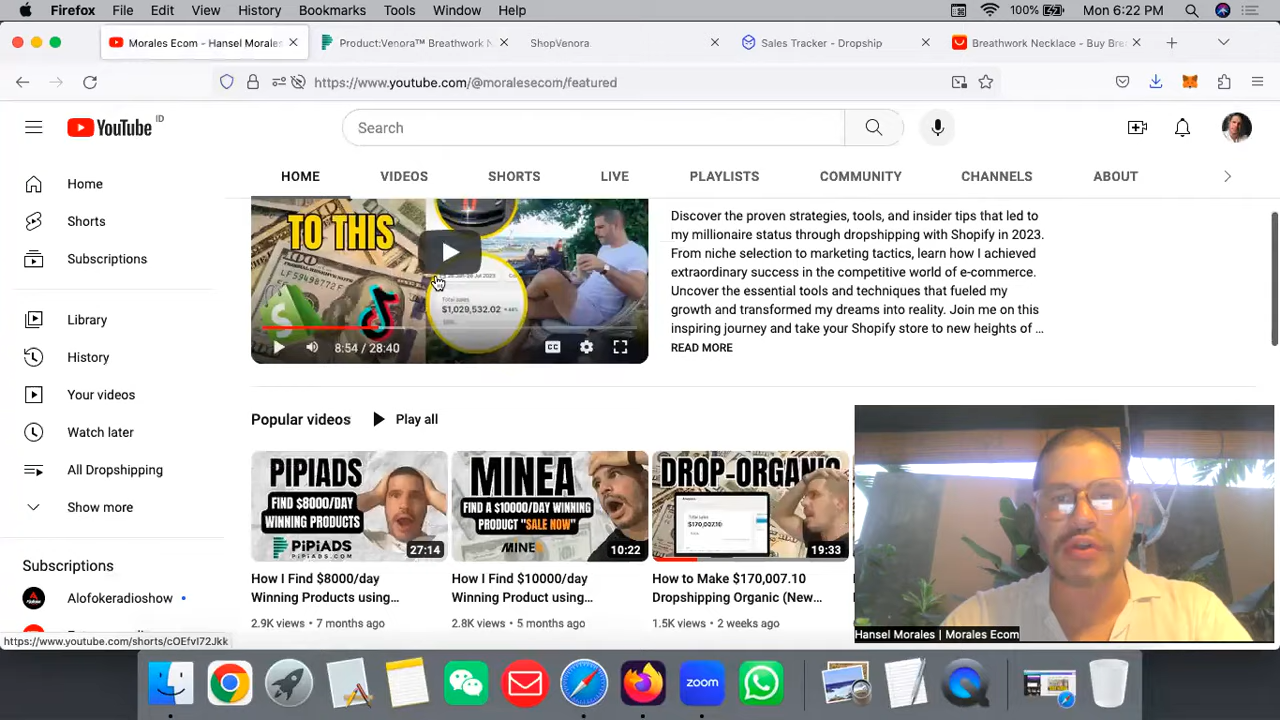 Firefox File Edit View History Bookmarks Tools Window Help 100% Mon 6:22 PM
Morales Ecom - Hansel Morales Product:Venora™ Breathwork N ShopVenora Sales Tracker - Dropship Breathwork Necklace - Buy Bre
https://www.youtube.com/@moralesecom/featured
YouTube ID Search
HOME VIDEOS SHORTS LIVE PLAYLISTS COMMUNITY CHANNELS ABOUT
Home
Shorts
Subscriptions
Library
History
Your videos
Watch later
All Dropshipping
Show more
Subscriptions
Alofokeradioshow
https://www.youtube.com/shorts/cOEfvI72Jkk
TO THIS
Total sales
$1,029,532.02
8:54 / 28:40
CC
Discover the proven strategies, tools, and insider tips that led to
my millionaire status through dropshipping with Shopify in 2023.
From niche selection to marketing tactics, learn how I achieved
extraordinary success in the competitive world of e-commerce.
Uncover the essential tools and techniques that fueled my
growth and transformed my dreams into reality. Join me on this
inspiring journey and take your Shopify store to new heights of ...
READ MORE
Popular videos Play all
PIPIADS
FIND $8000/DAY
WINNING PRODUCTS
PiPiADS
27:14
How I Find $8000/day
Winning Products using...
2.9K views • 7 months ago
MINEA
FIND A $10000/DAY
WINNING PRODUCT
"SALE NOW"
MINE
10:22
How I Find $10000/day
Winning Product using...
2.8K views • 5 months ago
DROP-ORGANIC
Total sales
$170,007.10
19:33
How to Make $170,007.10
Dropshipping Organic (New...
1.5K views • 2 weeks ago
Hansel Morales | Morales Ecom
zoom